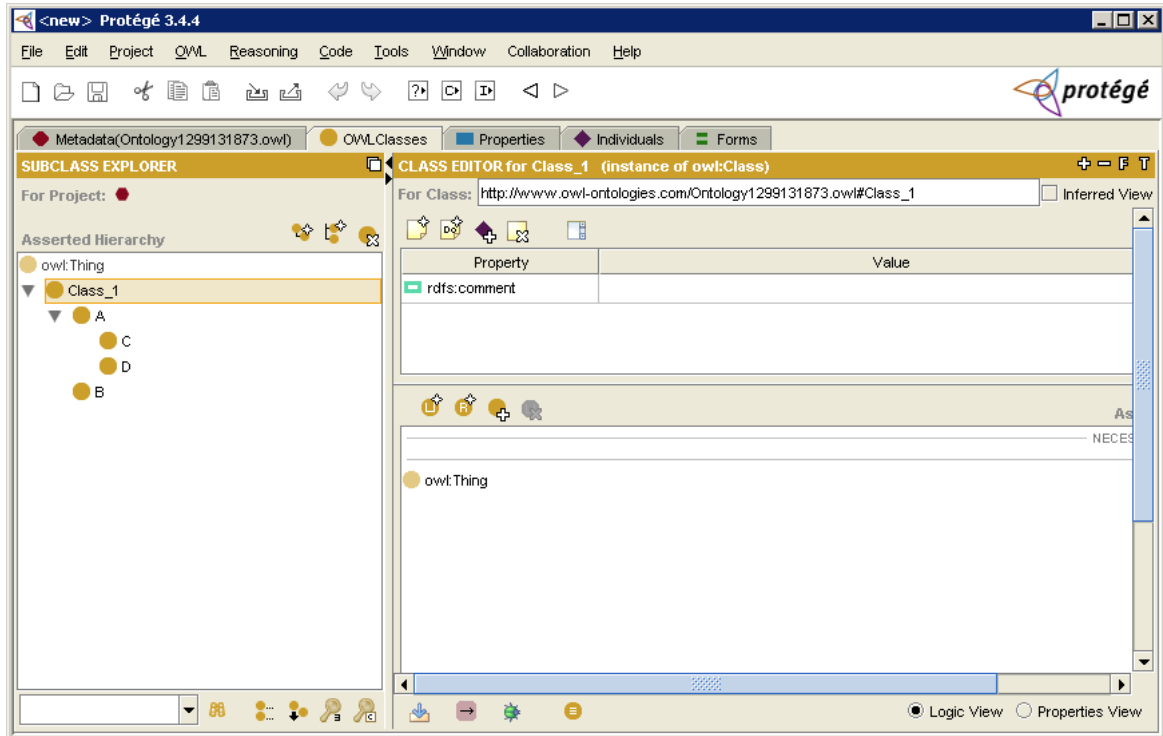 <new> Protégé 3.4.4
File Edit Project OWL Reasoning Code Tools Window Collaboration Help
protégé
Metadata(Ontology1299131873.owl) OWLClasses Properties Individuals Forms
SUBCLASS EXPLORER
CLASS EDITOR for Class_1 (instance of owl:Class)
For Project:
For Class: http://www.owl-ontologies.com/Ontology1299131873.owl#Class_1 Inferred View
Asserted Hierarchy
Property Value
owl:Thing
rdfs:comment
Class_1
A
C
D
B
As
NECES
owl:Thing
Logic View Properties View